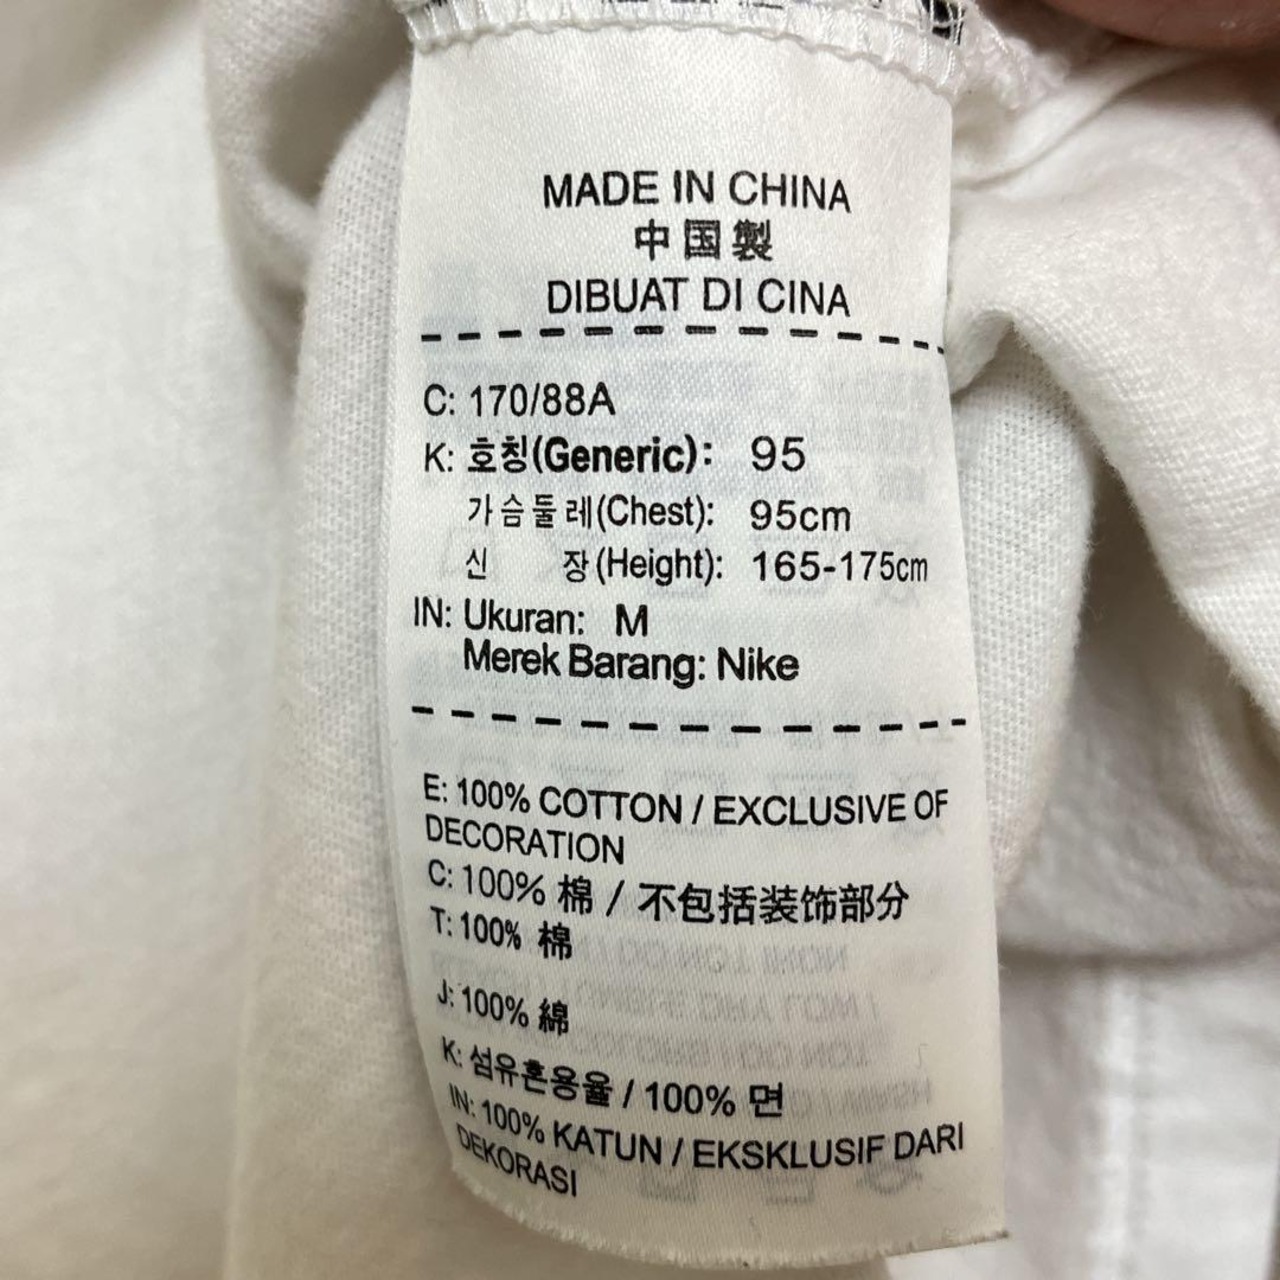 MADE IN CHINA
中国製
DIBUAT DI CINA
C: 170/88A
K: 호칭(Generic): 95
가슴둘레(Chest): 95cm
신 장(Height): 165-175cm
IN: Ukuran: M
Merek Barang: Nike
E: 100% COTTON / EXCLUSIVE OF
DECORATION
C: 100% 棉 / 不包括装饰部分
T: 100% 棉
J: 100% 綿
K: 섬유혼용율 / 100% 면
IN: 100% KATUN / EKSKLUSIF DARI
DEKORASI